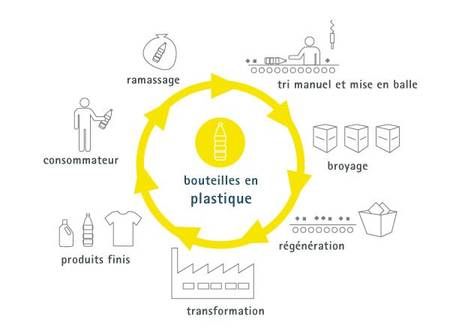 ramassage
tri manuel et mise en balle
consommateur
broyage
bouteilles en
plastique
produits finis
régénération
transformation